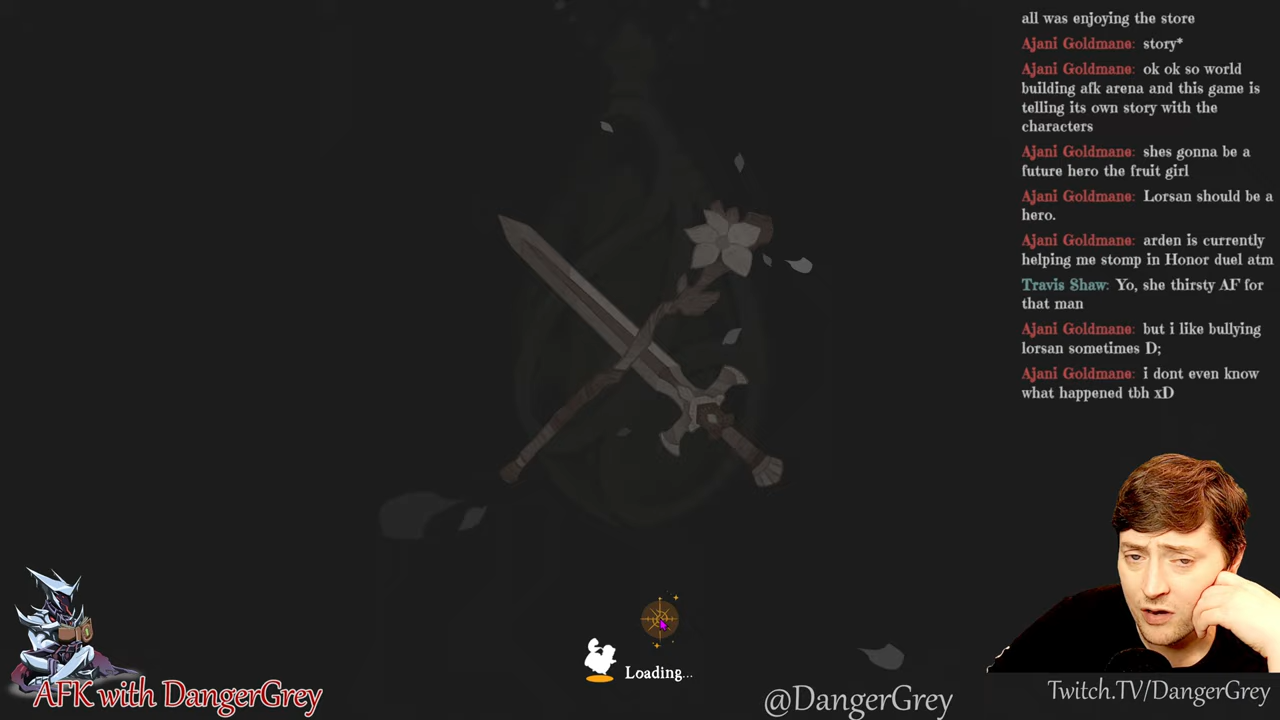 all was enjoying the store
Ajani Goldmane: story*
Ajani Goldmane: ok ok so world
building afk arena and this game is
telling its own story with the
characters
Ajani Goldmane: shes gonna be a
future hero the fruit girl
Ajani Goldmane: Lorsan should be a
hero.
Ajani Goldmane: arden is currently
helping me stomp in Honor duel atm
Travis Shaw: Yo, she thirsty AF for
that man
Ajani Goldmane: but i like bullying
lorsan sometimes D;
Ajani Goldmane: i dont even know
what happened tbh xD
Loading...
AFK with DangerGrey
@DangerGrey
Twitch.TV/DangerGrey